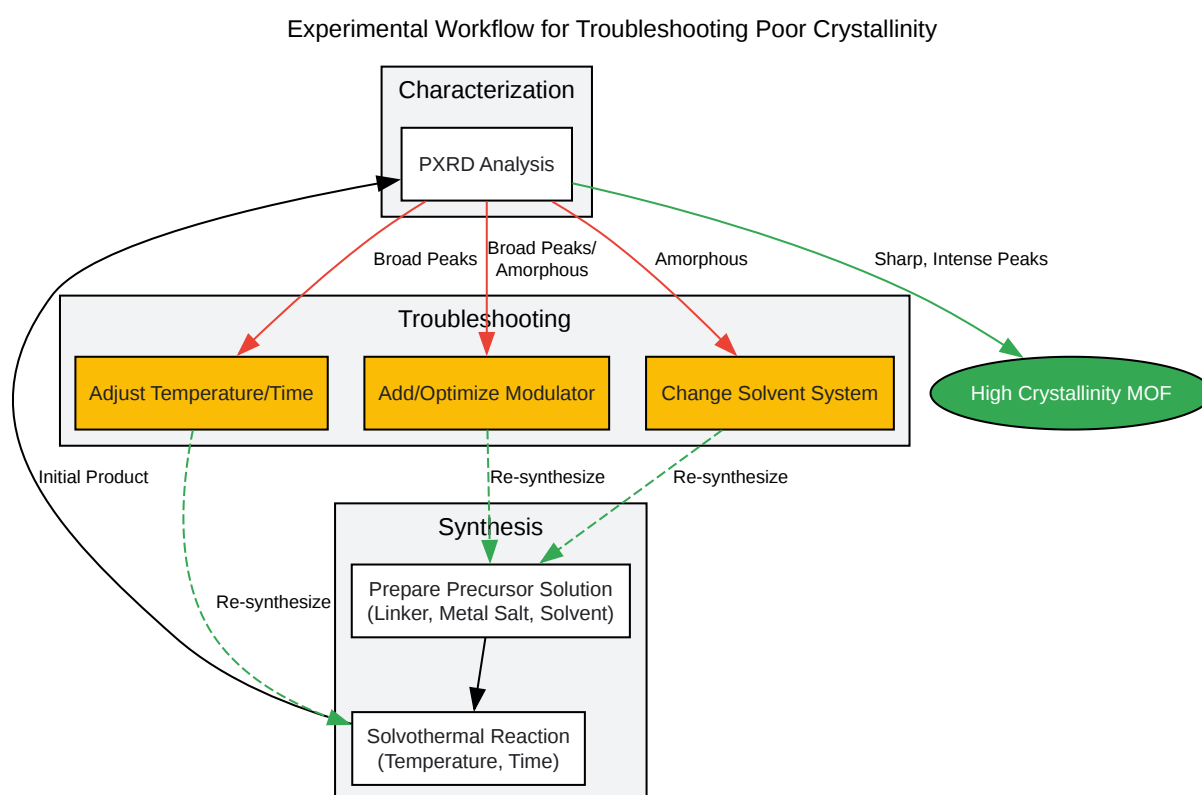 Experimental Workflow for Troubleshooting Poor Crystallinity
Characterization
PXRD Analysis
Broad Peaks
Broad Peaks/
Amorphous
Amorphous
Sharp, Intense Peaks
Troubleshooting
Adjust Temperature/Time
Add/Optimize Modulator
Change Solvent System
High Crystallinity MOF
Initial Product
Re-synthesize
Re-synthesize
Synthesis
Prepare Precursor Solution
(Linker, Metal Salt, Solvent)
Re-synthesize
Solvothermal Reaction
(Temperature, Time)